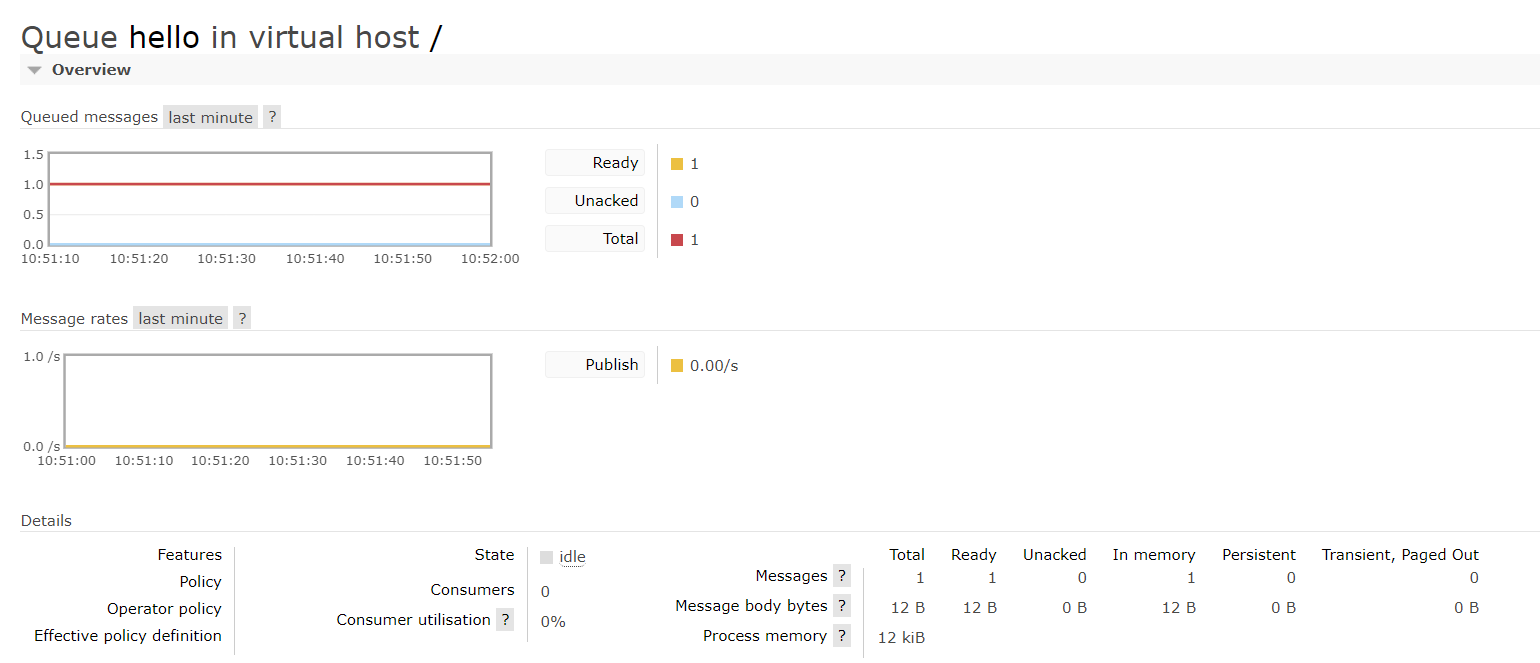 Queue hello in virtual host /
Overview
Queued messages last minute ?
1.5
1.0
0.5
0.0
10:51:10 10:51:20 10:51:30 10:51:40 10:51:50 10:52:00
Ready 1
Unacked 0
Total 1
Message rates last minute ?
1.0 /s
0.0 /s
10:51:00 10:51:10 10:51:20 10:51:30 10:51:40 10:51:50
Publish 0.00/s
Details
Features
Policy
Operator policy
Effective policy definition
State idle
Consumers 0
Consumer utilisation ? 0%
Total Ready Unacked In memory Persistent Transient, Paged Out
Messages ? 1 1 0 1 0 0
Message body bytes ? 12 B 12 B 0 B 12 B 0 B 0 B
Process memory ? 12 kiB